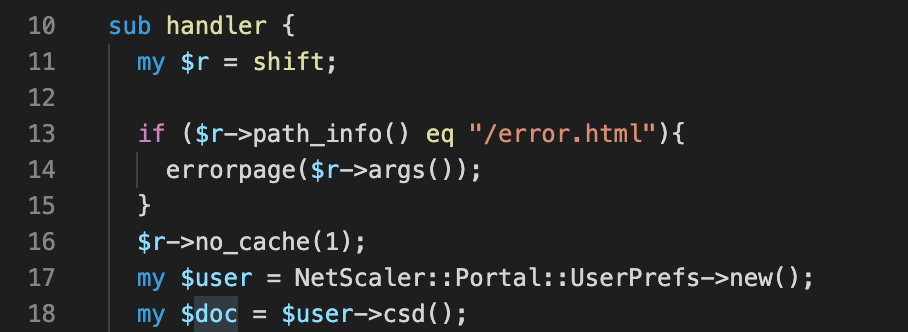 10 sub handler {
11 my $r = shift;
12
13 if ($r->path_info() eq "/error.html"){
14 errorpage($r->args());
15 }
16 $r->no_cache(1);
17 my $user = NetScaler::Portal::UserPrefs->new();
18 my $doc = $user->csd();